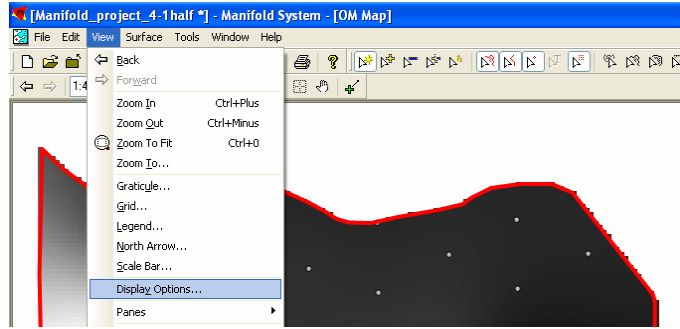 [Manifold_project_4-1half *] - Manifold System - [OM Map]
File Edit View Surface Tools Window Help
Back
Forward
1:4
Zoom In Ctrl+Plus
Zoom Out Ctrl+Minus
Zoom To Fit Ctrl+0
Zoom To...
Graticule...
Grid...
Legend...
North Arrow...
Scale Bar...
Display Options...
Panes